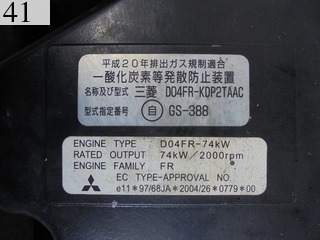 41
平成20年排出ガス規制適合
一酸化炭素等発散防止装置
名称及び型式 三菱 D04FR-KDP2TAAC
型式指定番号 自 GS-388
ENGINE TYPE D04FR-74kW
RATED OUTPUT 74kW/2000rpm
ENGINE FAMILY FR
EC TYPE-APPROVAL NO.
e11*97/68JA*2004/26*0779*00